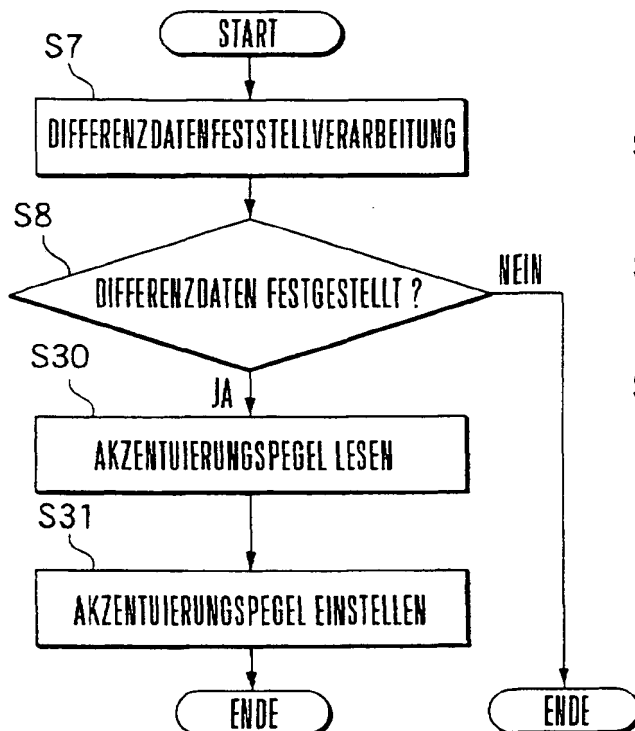 START
S7
DIFFERENZDATENFESTSTELLVERARBEITUNG
S8
DIFFERENZDATEN FESTGESTELLT ?
NEIN
JA
S30
AKZENTUIERUNGSPEGEL LESEN
S31
AKZENTUIERUNGSPEGEL EINSTELLEN
ENDE
ENDE